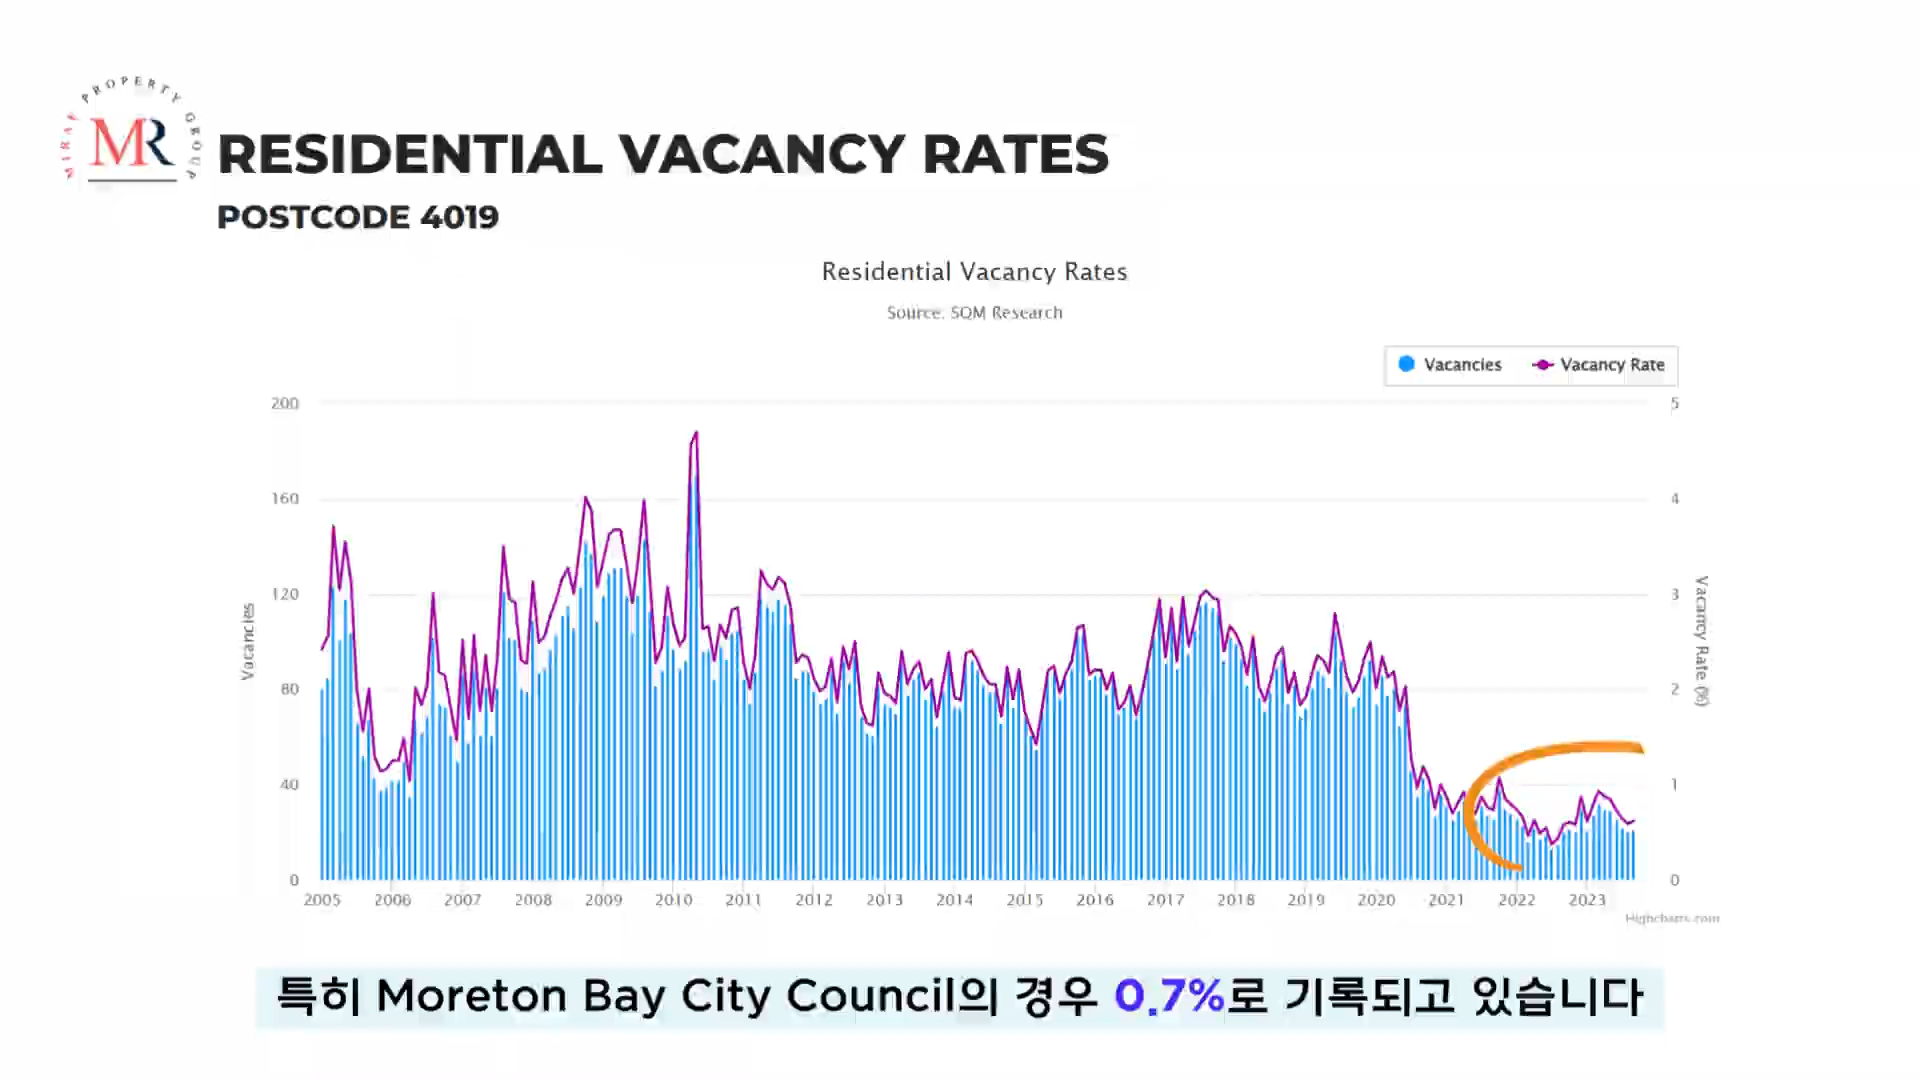 MIRAE PROPERTY GROUP
MR
RESIDENTIAL VACANCY RATES
POSTCODE 4019
Residential Vacancy Rates
Source: SQM Research
Vacancies
Vacancy Rate
200
160
120
80
40
0
Vacancies
5
4
3
2
1
0
Vacancy Rate (%)
2005 2006 2007 2008 2009 2010 2011 2012 2013 2014 2015 2016 2017 2018 2019 2020 2021 2022 2023
Highcharts.com
특히 Moreton Bay City Council의 경우 0.7%로 기록되고 있습니다